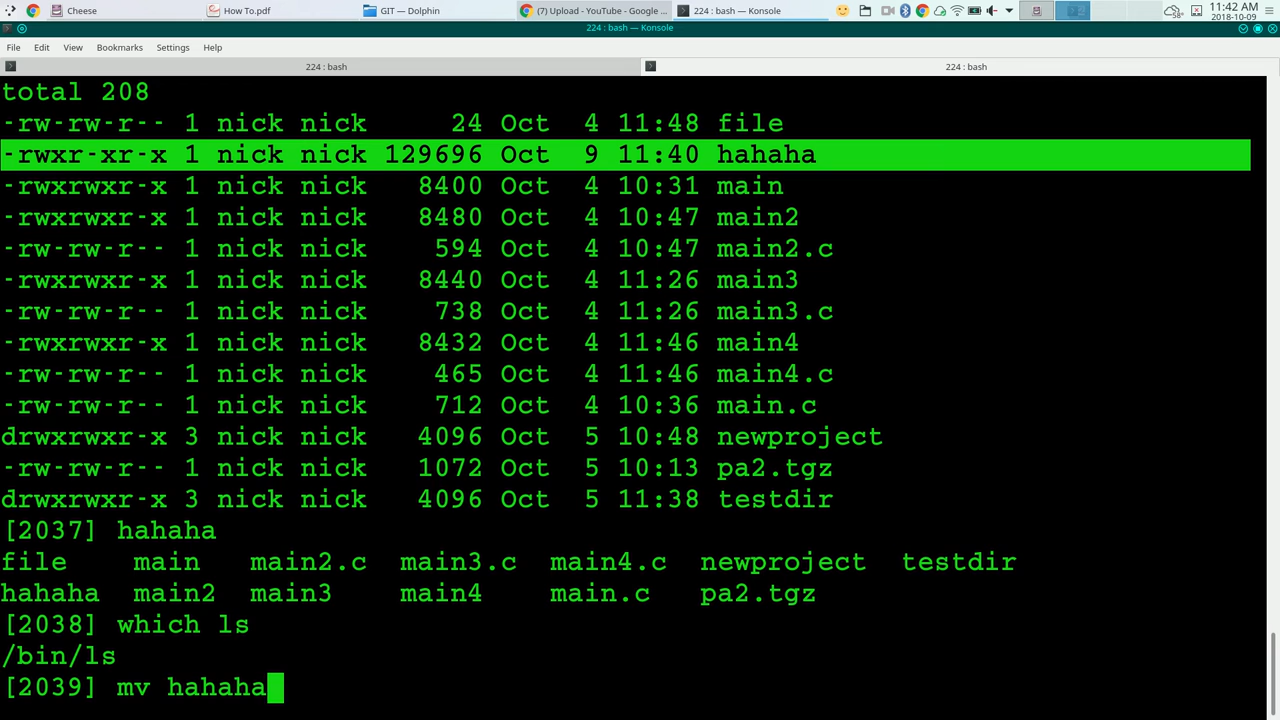 Cheese How To.pdf GIT — Dolphin (7) Upload - YouTube - Google ... 224 : bash — Konsole 58° 11:42 AM
2018-10-09
224 : bash — Konsole
File Edit View Bookmarks Settings Help
224 : bash 224 : bash
total 208
-rw-rw-r-- 1 nick nick 24 Oct 4 11:48 file
-rwxr-xr-x 1 nick nick 129696 Oct 9 11:40 hahaha
-rwxrwxr-x 1 nick nick 8400 Oct 4 10:31 main
-rwxrwxr-x 1 nick nick 8480 Oct 4 10:47 main2
-rw-rw-r-- 1 nick nick 594 Oct 4 10:47 main2.c
-rwxrwxr-x 1 nick nick 8440 Oct 4 11:26 main3
-rw-rw-r-- 1 nick nick 738 Oct 4 11:26 main3.c
-rwxrwxr-x 1 nick nick 8432 Oct 4 11:46 main4
-rw-rw-r-- 1 nick nick 465 Oct 4 11:46 main4.c
-rw-rw-r-- 1 nick nick 712 Oct 4 10:36 main.c
drwxrwxr-x 3 nick nick 4096 Oct 5 10:48 newproject
-rw-rw-r-- 1 nick nick 1072 Oct 5 10:13 pa2.tgz
drwxrwxr-x 3 nick nick 4096 Oct 5 11:38 testdir
[2037] hahaha
file main main2.c main3.c main4.c newproject testdir
hahaha main2 main3 main4 main.c pa2.tgz
[2038] which ls
/bin/ls
[2039] mv hahaha